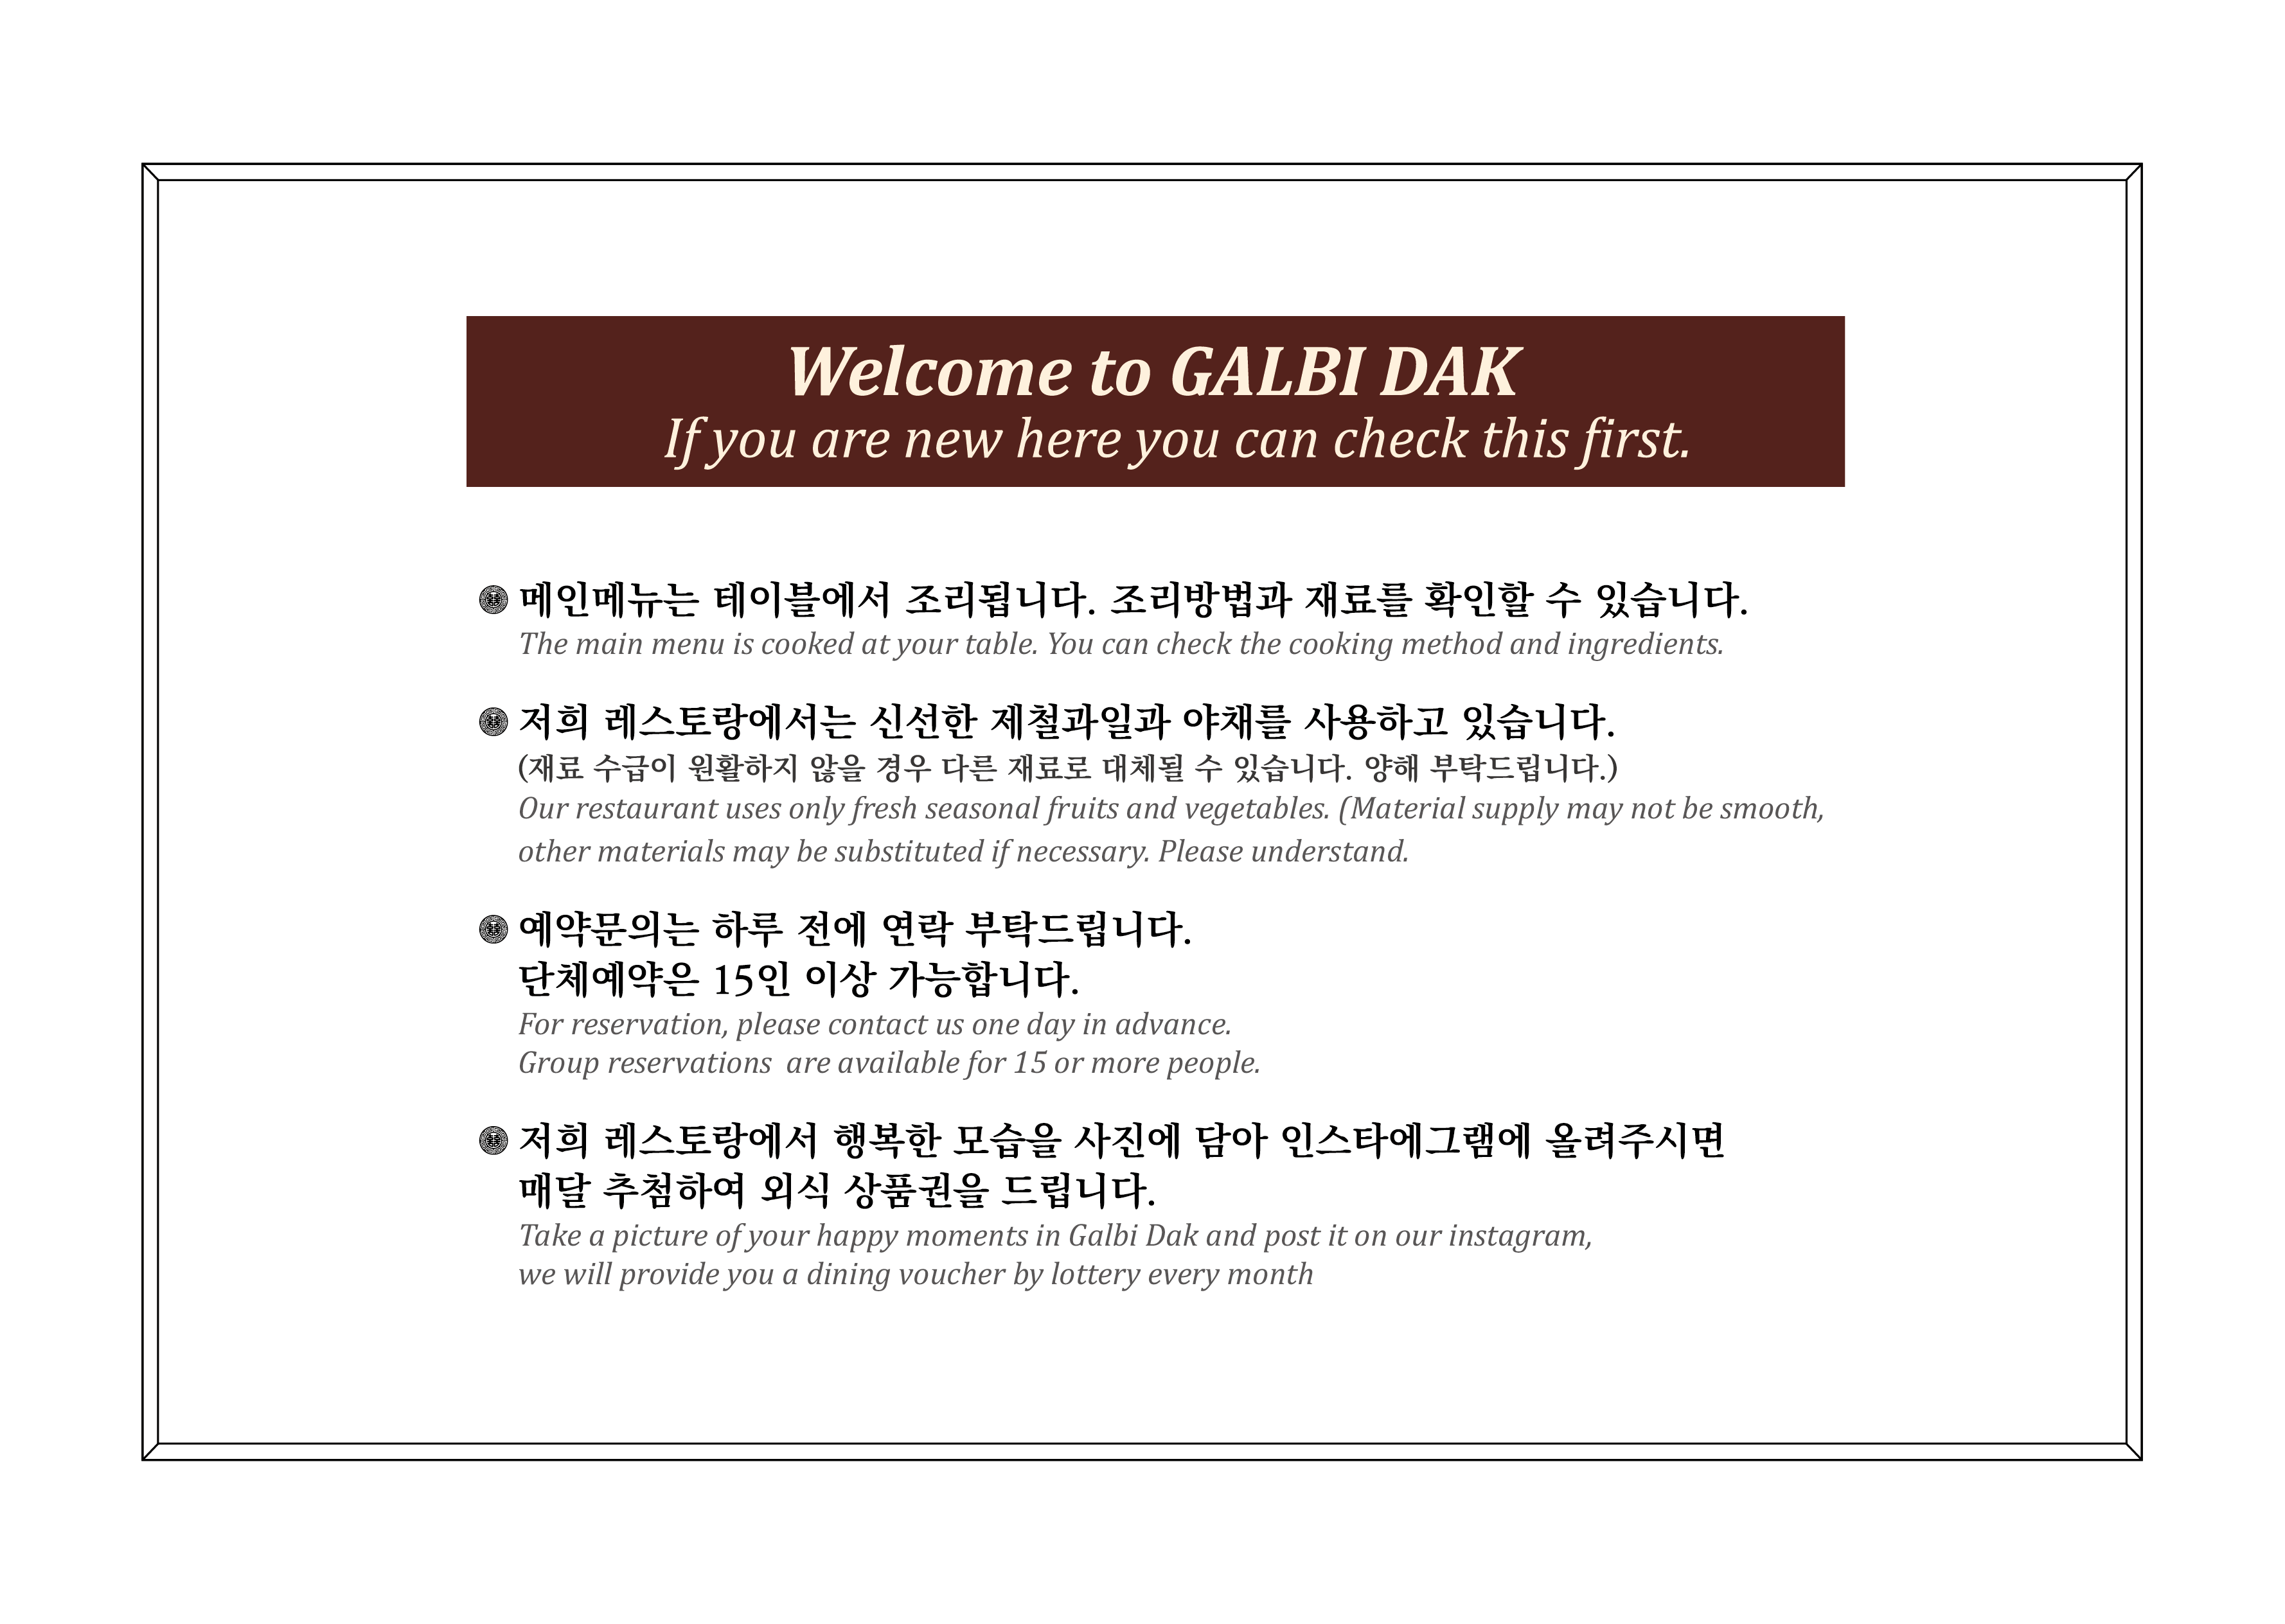 Welcome to GALBI DAK
If you are new here you can check this first.
메인메뉴는 테이블에서 조리됩니다. 조리방법과 재료를 확인할 수 있습니다.
The main menu is cooked at your table. You can check the cooking method and ingredients.
저희 레스토랑에서는 신선한 제철과일과 야채를 사용하고 있습니다.
(재료 수급이 원활하지 않을 경우 다른 재료로 대체될 수 있습니다. 양해 부탁드립니다.)
Our restaurant uses only fresh seasonal fruits and vegetables. (Material supply may not be smooth,
other materials may be substituted if necessary. Please understand.
예약문의는 하루 전에 연락 부탁드립니다.
단체예약은 15인 이상 가능합니다.
For reservation, please contact us one day in advance.
Group reservations  are available for 15 or more people.
저희 레스토랑에서 행복한 모습을 사진에 담아 인스타에그램에 올려주시면
매달 추첨하여 외식 상품권을 드립니다.
Take a picture of your happy moments in Galbi Dak and post it on our instagram,
we will provide you a dining voucher by lottery every month